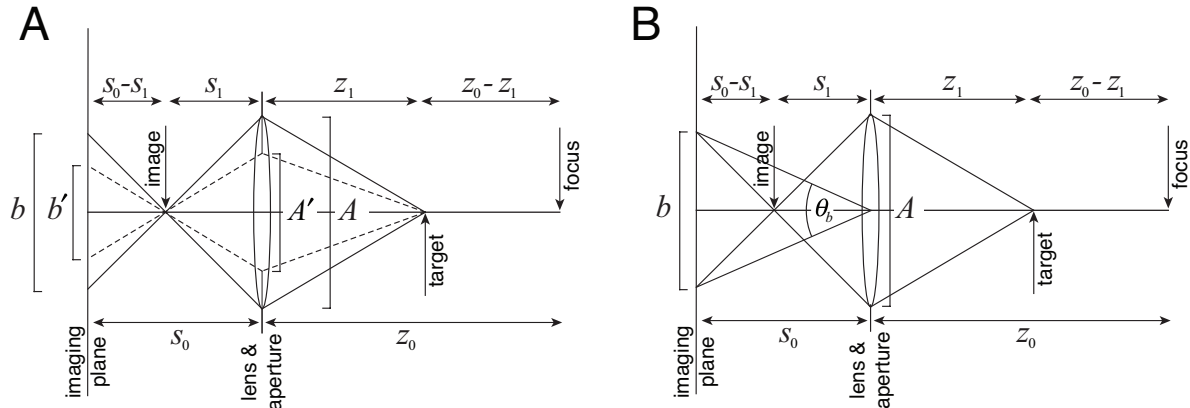 A
s₀-s₁
s₁
z₁
z₀ - z₁
image
focus
b
b′
A′
A
target
imaging
plane
s₀
lens &
aperture
z₀
B
s₀-s₁
s₁
z₁
z₀ - z₁
image
focus
b
θ_b
A
target
imaging
plane
s₀
lens &
aperture
z₀